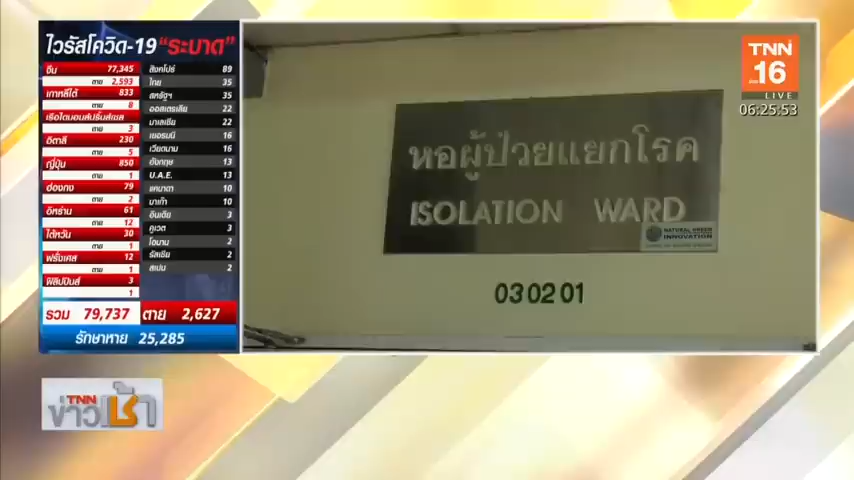 ไวรัสโควิด-19 "ระบาด"
จีน 77,345
ตาย 2,593
เกาหลีใต้ 833
ตาย 8
เรือไดมอนด์ปริ๊นส์เซส
ตาย 3
อิตาลี 230
ตาย 5
ญี่ปุ่น 850
ตาย 1
ฮ่องกง 79
ตาย 2
อิหร่าน 61
ตาย 12
ไต้หวัน 30
ตาย 1
ฝรั่งเศส 12
ตาย 1
ฟิลิปปินส์ 3
1
สิงคโปร์ 89
ไทย 35
สหรัฐฯ 35
ออสเตรเลีย 22
มาเลเซีย 22
เยอรมนี 16
เวียดนาม 16
อังกฤษ 13
U.A.E. 13
แคนาดา 10
มาเก๊า 10
อินเดีย 3
คูเวต 3
โอมาน 2
รัสเซีย 2
สเปน 2
รวม 79,737 ตาย 2,627
รักษาหาย 25,285
TNN
ข่าวเช้า
หอผู้ป่วยแยกโรค
ISOLATION WARD
NATURAL GREEN
INNOVATION
030201
TNN
ช่อง 16
LIVE
06:25:53